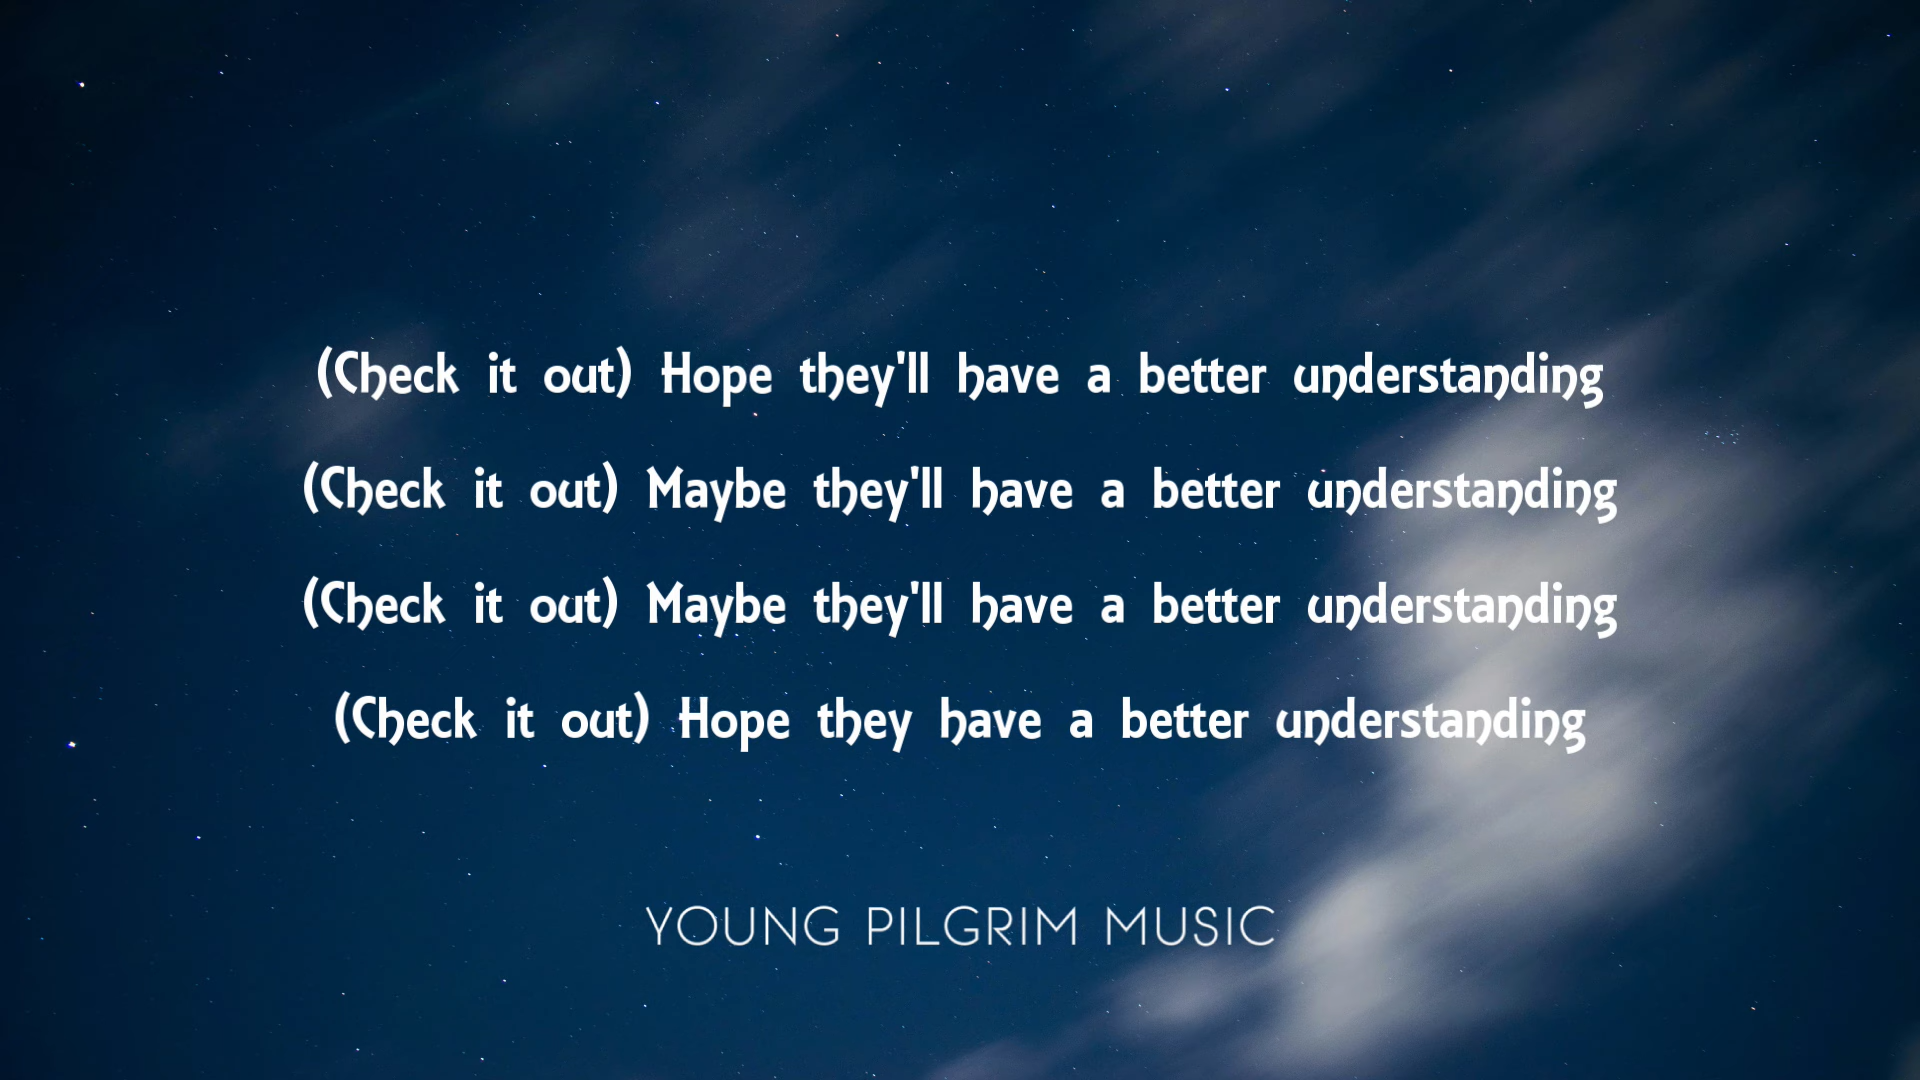 (Check it out) Hope they'll have a better understanding
(Check it out) Maybe they'll have a better understanding
(Check it out) Maybe they'll have a better understanding
(Check it out) Hope they have a better understanding
YOUNG PILGRIM MUSIC